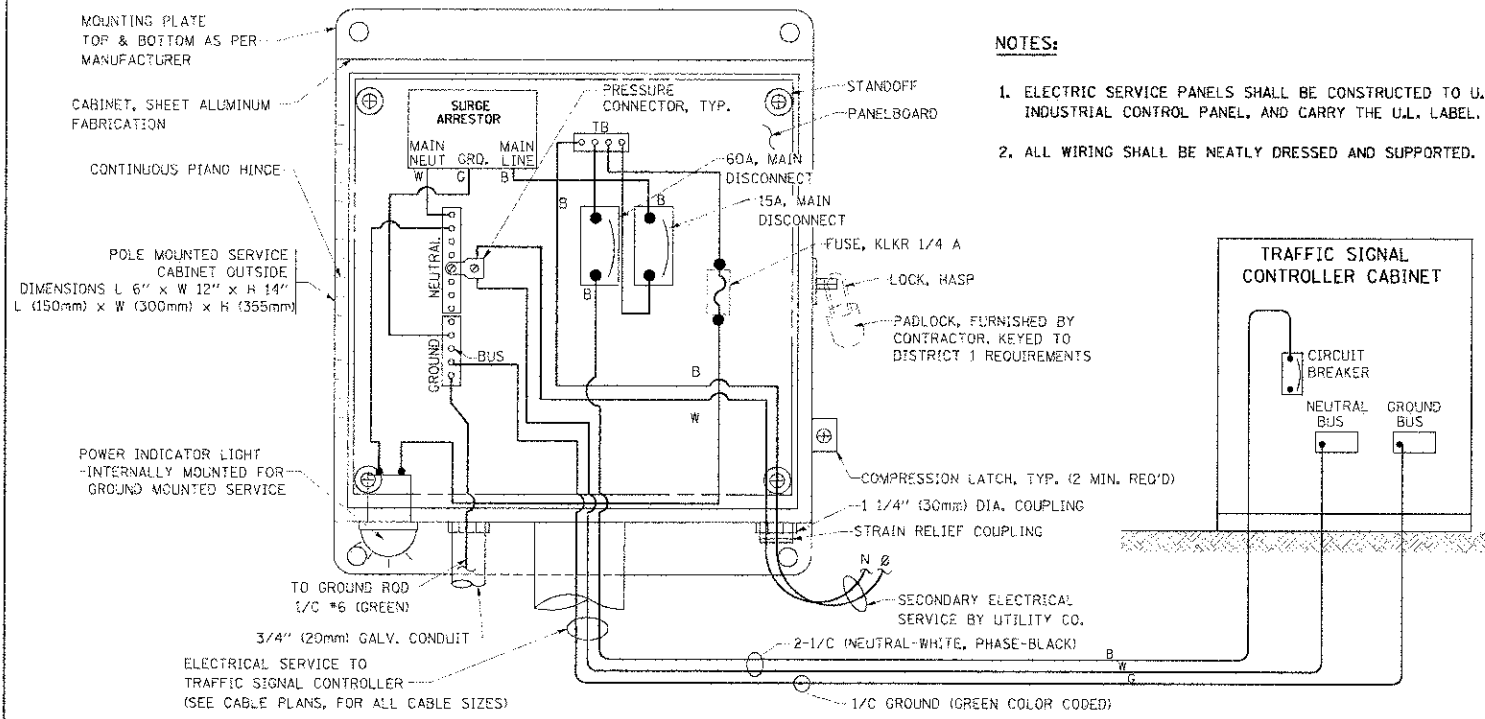 MOUNTING PLATE
TOP & BOTTOM AS PER
MANUFACTURER
CABINET, SHEET ALUMINUM
FABRICATION
CONTINUOUS PIANO HINGE
POLE MOUNTED SERVICE
CABINET OUTSIDE
DIMENSIONS L 6" x W 12" x H 14"
L (150mm) x W (300mm) x H (355mm)
POWER INDICATOR LIGHT
INTERNALLY MOUNTED FOR
GROUND MOUNTED SERVICE
SURGE
ARRESTOR
MAIN
NEUT
GRD.
MAIN
LINE
W
G
B
PRESSURE
CONNECTOR, TYP.
TB
NEUTRAL
GROUND
BUS
B
B
B
60A, MAIN
DISCONNECT
15A, MAIN
DISCONNECT
STANDOFF
PANELBOARD
FUSE, KLKR 1/4 A
LOCK, HASP
PADLOCK, FURNISHED BY
CONTRACTOR, KEYED TO
DISTRICT 1 REQUIREMENTS
B
W
COMPRESSION LATCH, TYP. (2 MIN. REQ'D)
1 1/4" (30mm) DIA. COUPLING
STRAIN RELIEF COUPLING
N Ø
SECONDARY ELECTRICAL
SERVICE BY UTILITY CO.
TO GROUND ROD
1/C #6 (GREEN)
3/4" (20mm) GALV. CONDUIT
ELECTRICAL SERVICE TO
TRAFFIC SIGNAL CONTROLLER
(SEE CABLE PLANS, FOR ALL CABLE SIZES)
2-1/C (NEUTRAL-WHITE, PHASE-BLACK)
B
W
G
1/C GROUND (GREEN COLOR CODED)
NOTES:
1. ELECTRIC SERVICE PANELS SHALL BE CONSTRUCTED TO U.
INDUSTRIAL CONTROL PANEL, AND CARRY THE U.L. LABEL.
2. ALL WIRING SHALL BE NEATLY DRESSED AND SUPPORTED.
TRAFFIC SIGNAL
CONTROLLER CABINET
CIRCUIT
BREAKER
NEUTRAL
BUS
GROUND
BUS